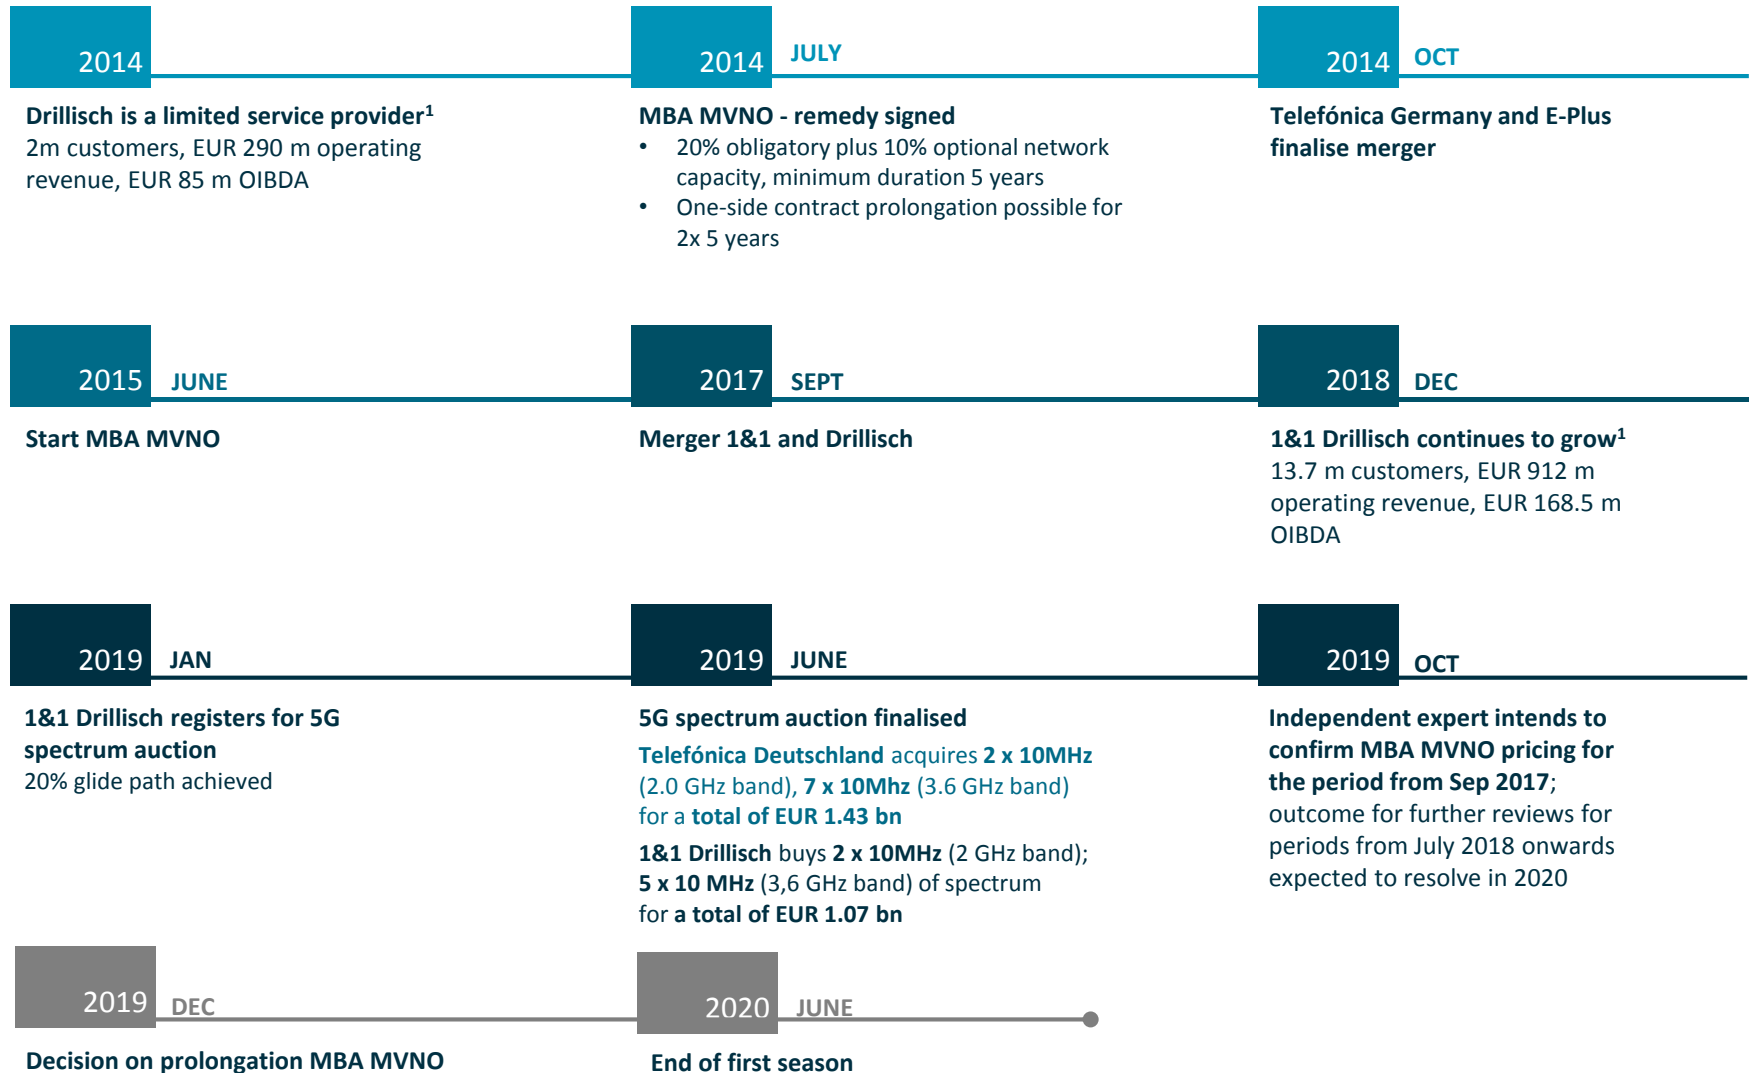 2014
Drillisch is a limited service provider1
2m customers, EUR 290 m operating
revenue, EUR 85 m OIBDA
2014 JULY
MBA MVNO - remedy signed
• 20% obligatory plus 10% optional network
capacity, minimum duration 5 years
• One-side contract prolongation possible for
2x 5 years
2014 OCT
Telefónica Germany and E-Plus
finalise merger
2015 JUNE
Start MBA MVNO
2017 SEPT
Merger 1&1 and Drillisch
2018 DEC
1&1 Drillisch continues to grow1
13.7 m customers, EUR 912 m
operating revenue, EUR 168.5 m
OIBDA
2019 JAN
1&1 Drillisch registers for 5G
spectrum auction
20% glide path achieved
2019 JUNE
5G spectrum auction finalised
Telefónica Deutschland acquires 2 x 10MHz
(2.0 GHz band), 7 x 10Mhz (3.6 GHz band)
for a total of EUR 1.43 bn
1&1 Drillisch buys 2 x 10MHz (2 GHz band);
5 x 10 MHz (3,6 GHz band) of spectrum
for a total of EUR 1.07 bn
2019 OCT
Independent expert intends to
confirm MBA MVNO pricing for
the period from Sep 2017;
outcome for further reviews for
periods from July 2018 onwards
expected to resolve in 2020
2019 DEC
Decision on prolongation MBA MVNO
2020 JUNE
End of first season